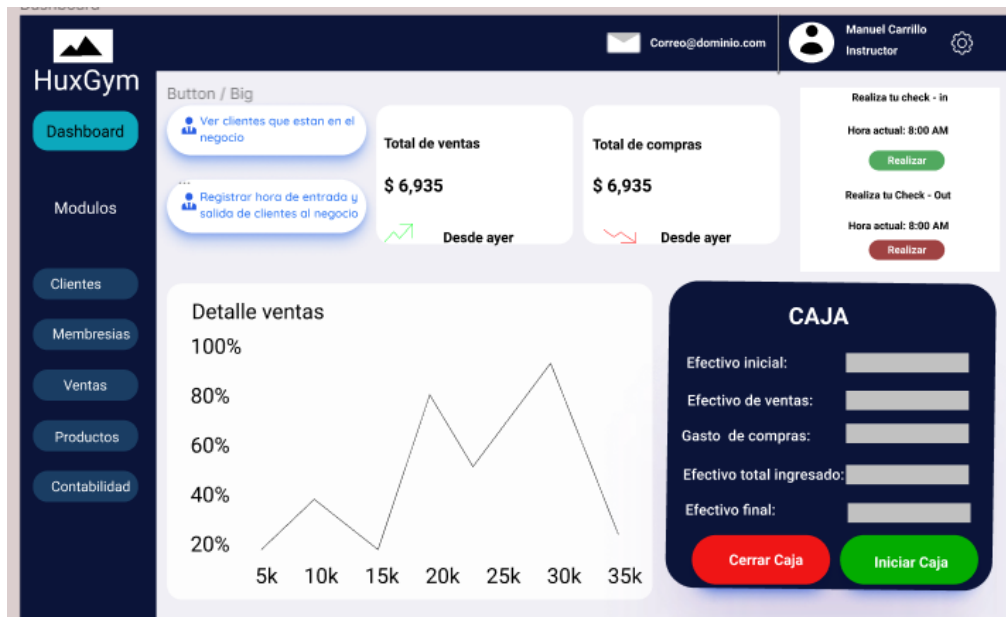 Dashboard
HuxGym
Correo@dominio.com
Manuel Carrillo
Instructor
Dashboard
Modulos
Clientes
Membresias
Ventas
Productos
Contabilidad
Button / Big
Ver clientes que estan en el
negocio
...
Registrar hora de entrada y
salida de clientes al negocio
Total de ventas
$ 6,935
Desde ayer
Total de compras
$ 6,935
Desde ayer
Realiza tu check - in
Hora actual: 8:00 AM
Realizar
Realiza tu Check - Out
Hora actual: 8:00 AM
Realizar
Detalle ventas
100%
80%
60%
40%
20%
5k 10k 15k 20k 25k 30k 35k
CAJA
Efectivo inicial:
Efectivo de ventas:
Gasto de compras:
Efectivo total ingresado:
Efectivo final:
Cerrar Caja
Iniciar Caja